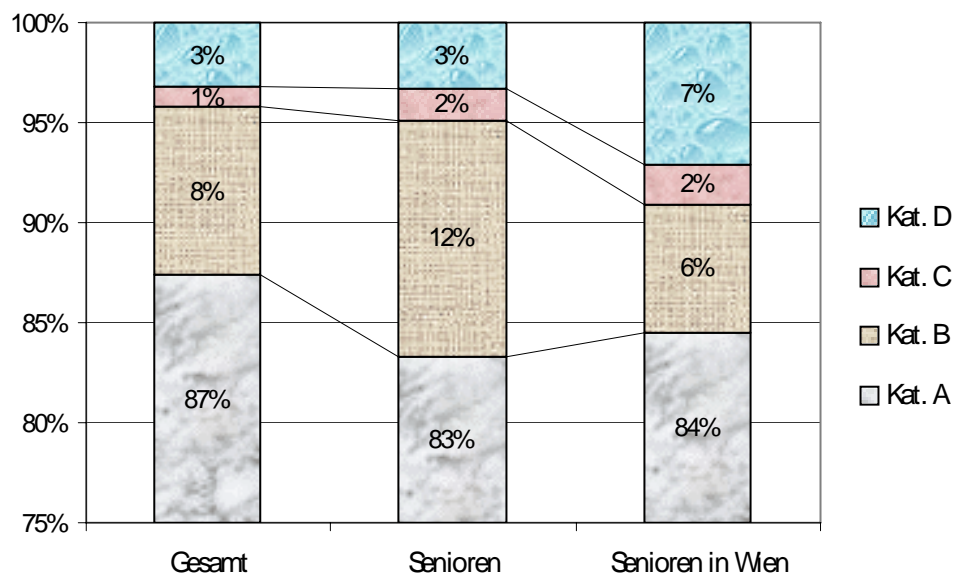 100%
95%
90%
85%
80%
75%
3%
1%
8%
87%
3%
2%
12%
83%
7%
2%
6%
84%
Gesamt
Senioren
Senioren in Wien
Kat. D
Kat. C
Kat. B
Kat. A